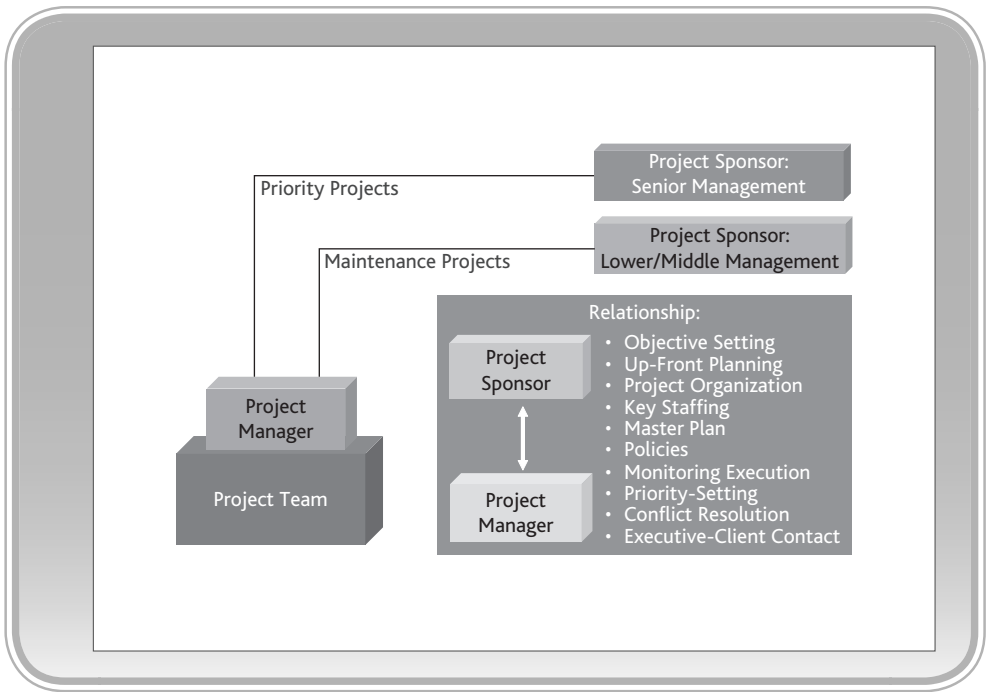 Project Sponsor:
Senior Management
Priority Projects
Project Sponsor:
Lower/Middle Management
Maintenance Projects
Relationship:
Project
Sponsor
• Objective Setting
• Up-Front Planning
• Project Organization
• Key Staffing
• Master Plan
• Policies
• Monitoring Execution
• Priority-Setting
• Conflict Resolution
• Executive-Client Contact
Project
Manager
Project
Manager
Project Team